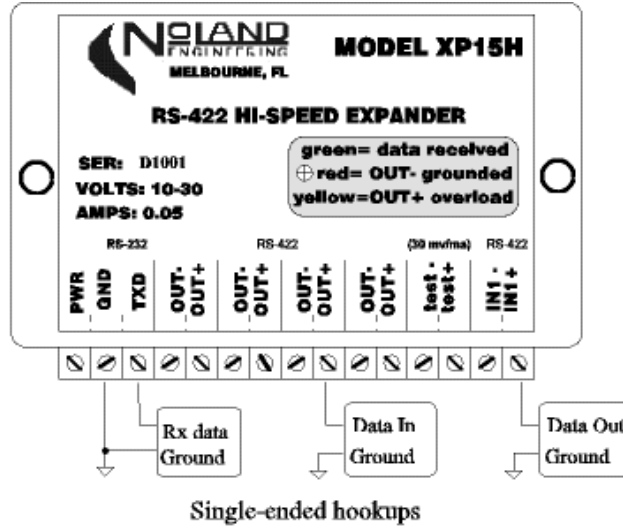 NOLAND
ENGINEERING
MELBOURNE, FL
MODEL XP15H
RS-422 HI-SPEED EXPANDER
SER: D1001
VOLTS: 10-30
AMPS: 0.05
green= data received
red= OUT- grounded
yellow=OUT+ overload
RS-232 RS-422 (30 mv/ma) RS-422
PWR GND TXD OUT- OUT+ OUT- OUT+ OUT- OUT+ OUT- OUT+ test- test+ IN1- IN1+
Rx data
Ground
Data In
Ground
Data Out
Ground
Single-ended hookups